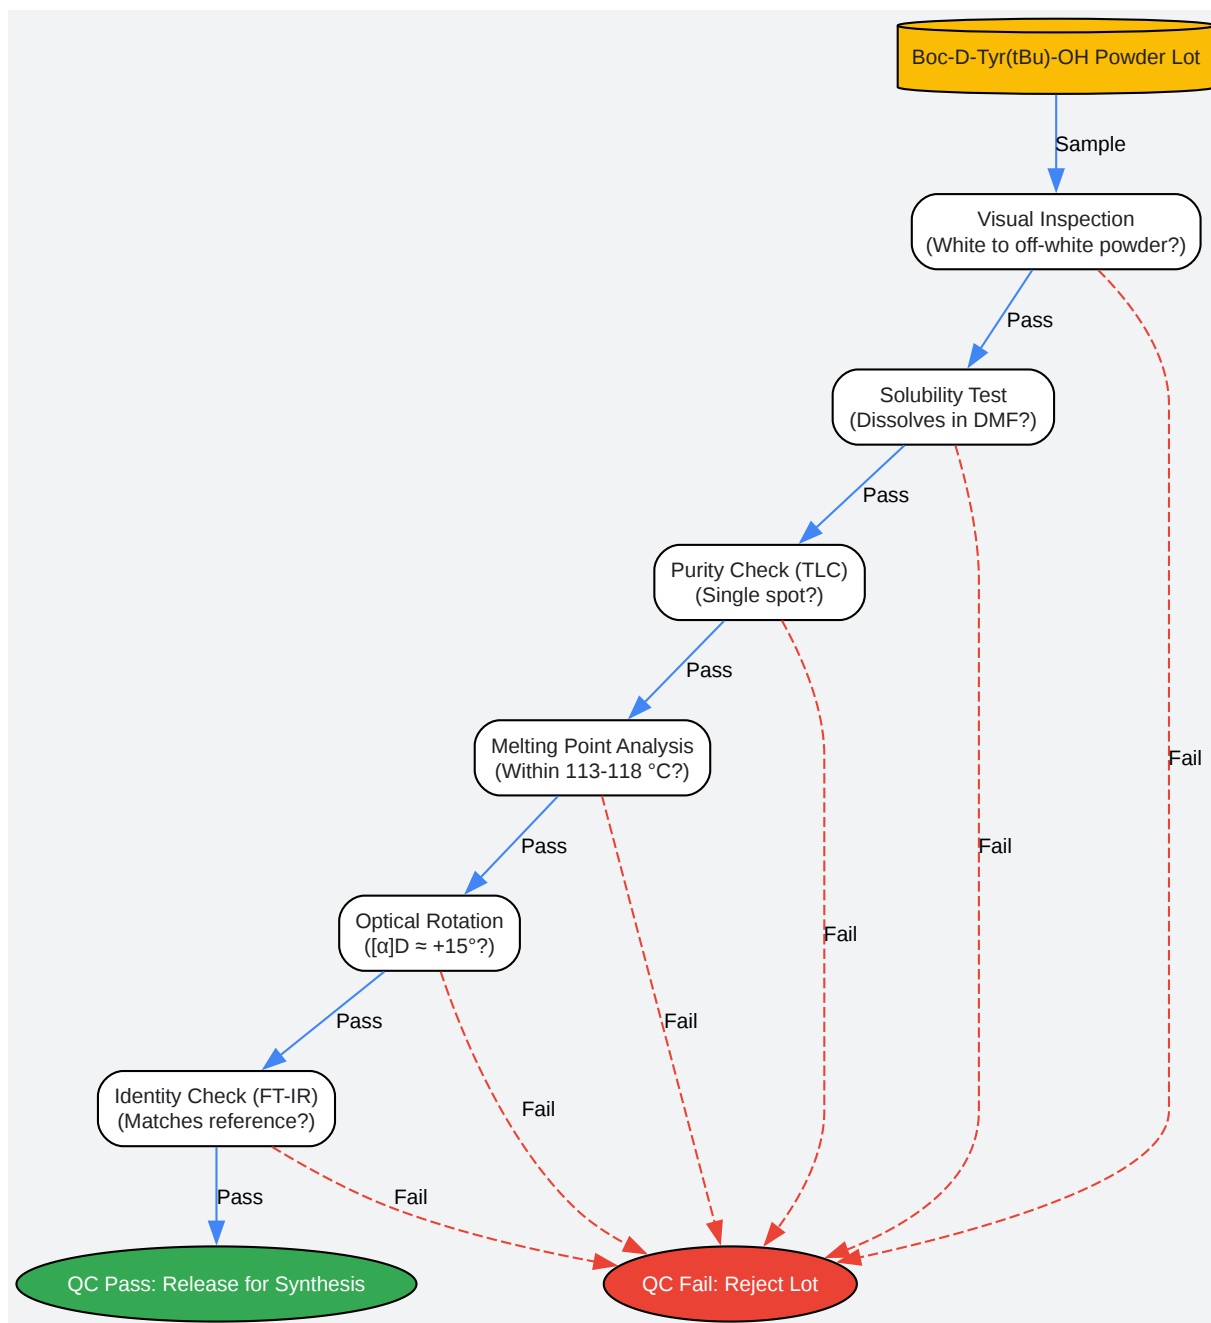 Boc-D-Tyr(tBu)-OH Powder Lot
Sample
Visual Inspection
(White to off-white powder?)
Pass
Solubility Test
(Dissolves in DMF?)
Pass
Purity Check (TLC)
(Single spot?)
Pass
Melting Point Analysis
(Within 113-118 °C?)
Fail
Pass
Fail
Optical Rotation
([α]D ≈ +15°?)
Fail
Pass
Fail
Identity Check (FT-IR)
(Matches reference?)
Fail
Pass
Fail
QC Pass: Release for Synthesis
QC Fail: Reject Lot